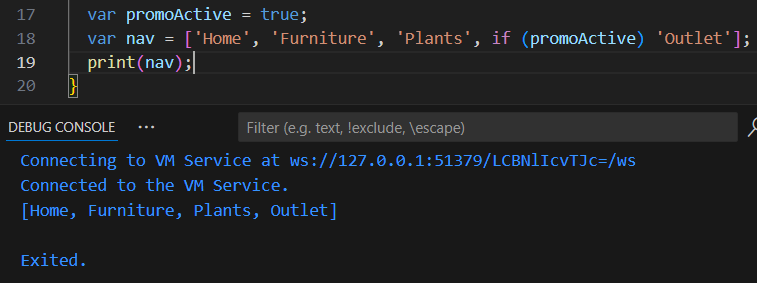 17 var promoActive = true;
18 var nav = ['Home', 'Furniture', 'Plants', if (promoActive) 'Outlet'];
19 print(nav);
20 }
DEBUG CONSOLE ··· Filter (e.g. text, !exclude, \escape)
Connecting to VM Service at ws://127.0.0.1:51379/LCBNlIcvTJc=/ws
Connected to the VM Service.
[Home, Furniture, Plants, Outlet]
Exited.